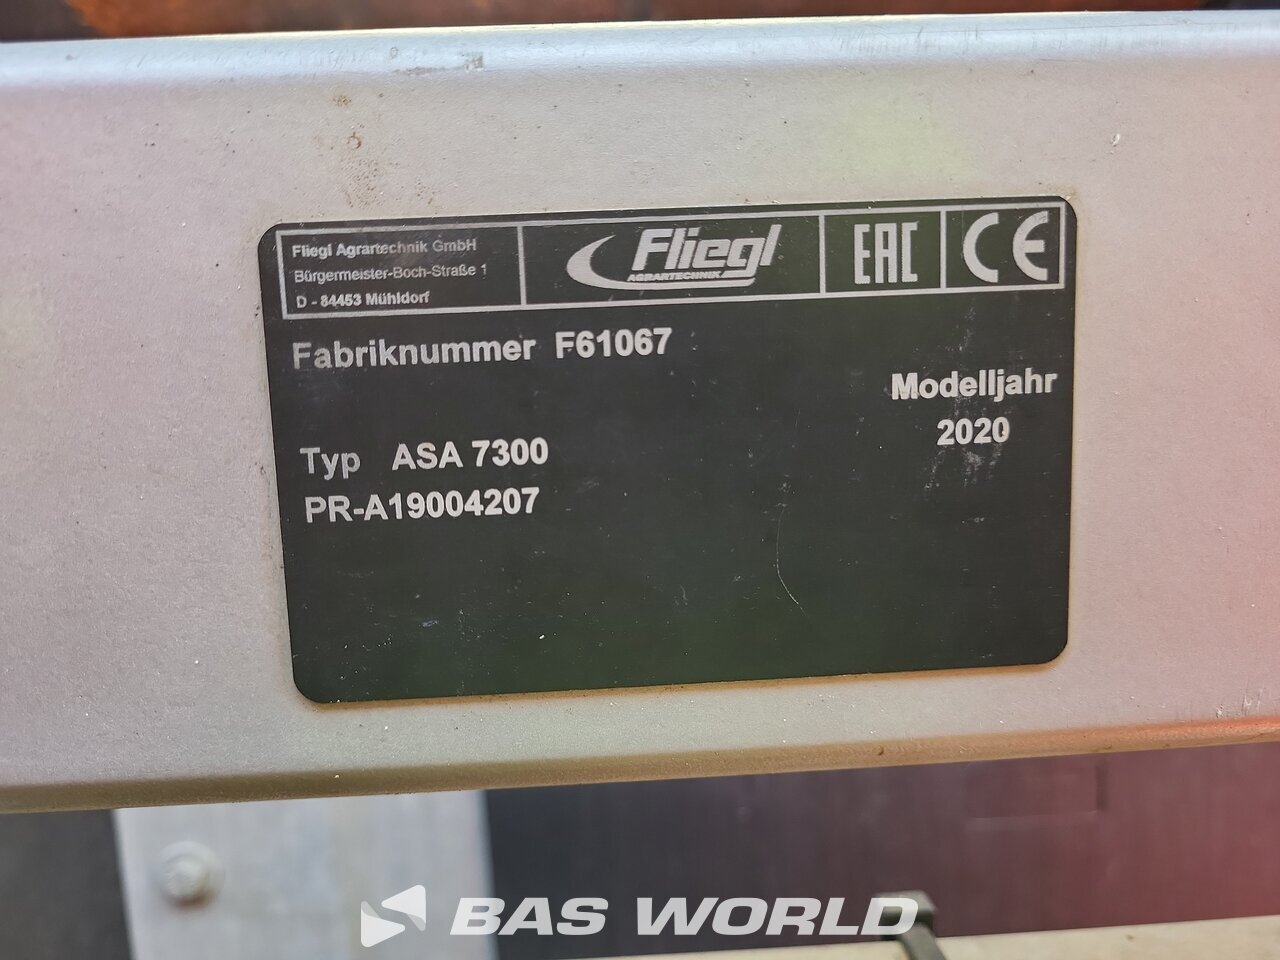 Fliegl Agrartechnik GmbH
Bürgermeister-Boch-Straße 1
D - 84453 Mühldorf
Fliegl
AGRARTECHNIK
EAC
CE
Fabriknummer F61067
Modelljahr
2020
Typ ASA 7300
PR-A19004207
BAS WORLD